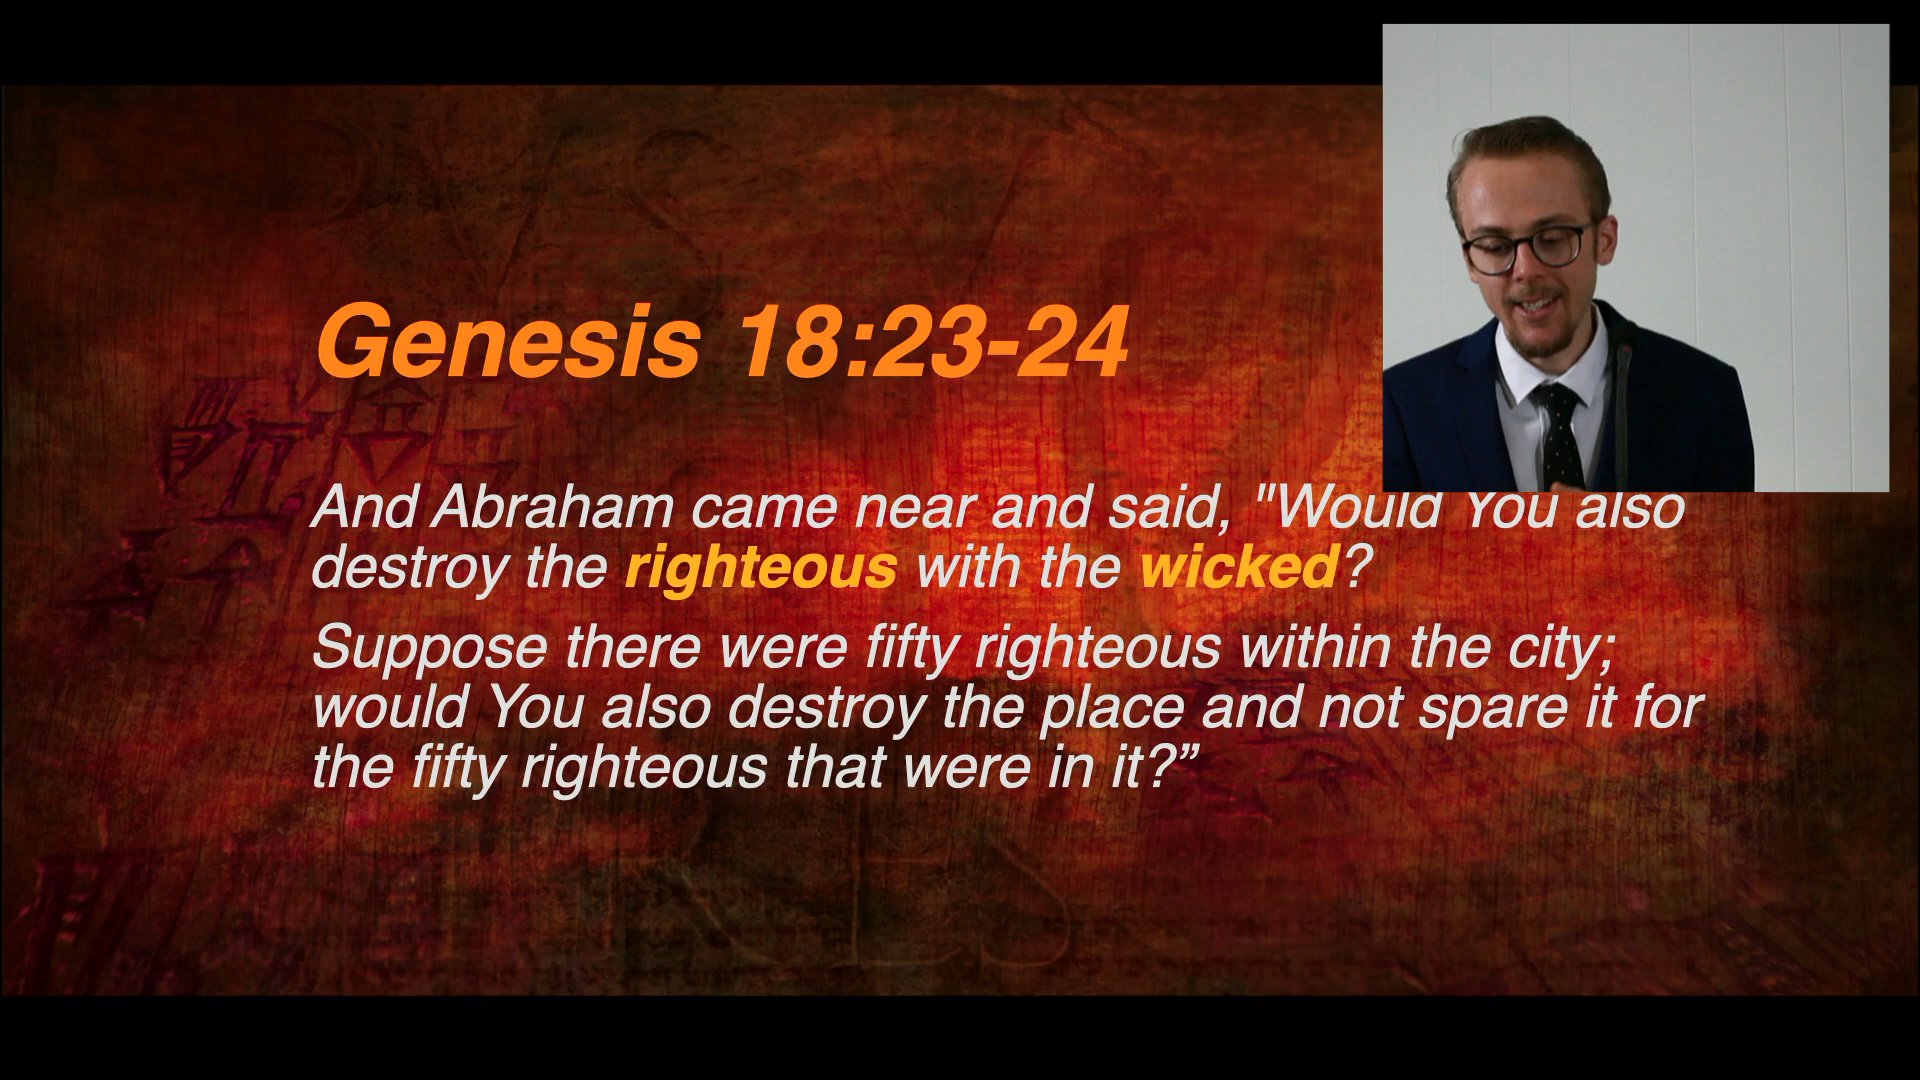 Genesis 18:23-24
And Abraham came near and said, "Would You also
destroy the righteous with the wicked?
Suppose there were fifty righteous within the city;
would You also destroy the place and not spare it for
the fifty righteous that were in it?”